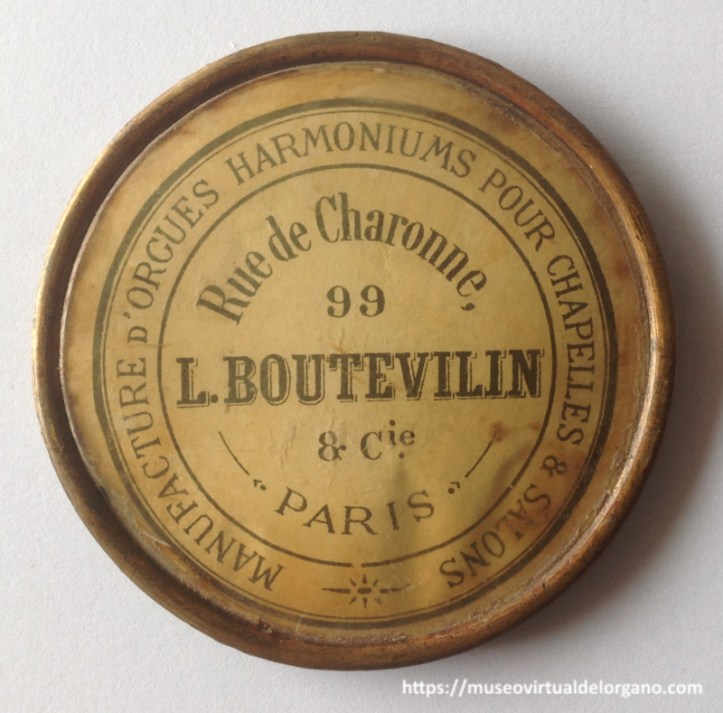 MANUFACTURE D'ORGUES HARMONIUMS POUR CHAPELLES & SALONS
Rue de Charonne,
99
L. BOUTEVILIN
& Cie.
" PARIS "
https://museovirtualdelorgano.com